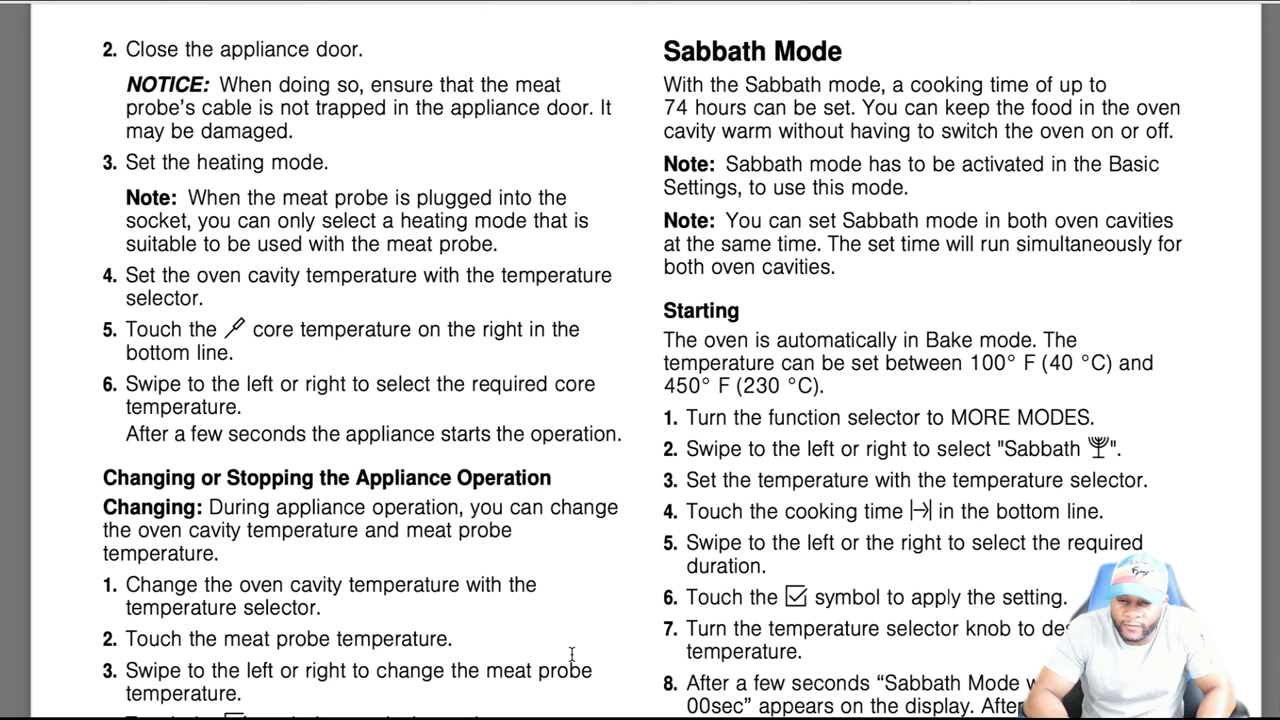 2. Close the appliance door.
NOTICE: When doing so, ensure that the meat
probe's cable is not trapped in the appliance door. It
may be damaged.
3. Set the heating mode.
Note: When the meat probe is plugged into the
socket, you can only select a heating mode that is
suitable to be used with the meat probe.
4. Set the oven cavity temperature with the temperature
selector.
5. Touch the core temperature on the right in the
bottom line.
6. Swipe to the left or right to select the required core
temperature.
After a few seconds the appliance starts the operation.
Changing or Stopping the Appliance Operation
Changing: During appliance operation, you can change
the oven cavity temperature and meat probe
temperature.
1. Change the oven cavity temperature with the
temperature selector.
2. Touch the meat probe temperature.
3. Swipe to the left or right to change the meat probe
temperature.
Sabbath Mode
With the Sabbath mode, a cooking time of up to
74 hours can be set. You can keep the food in the oven
cavity warm without having to switch the oven on or off.
Note: Sabbath mode has to be activated in the Basic
Settings, to use this mode.
Note: You can set Sabbath mode in both oven cavities
at the same time. The set time will run simultaneously for
both oven cavities.
Starting
The oven is automatically in Bake mode. The
temperature can be set between 100° F (40 °C) and
450° F (230 °C).
1. Turn the function selector to MORE MODES.
2. Swipe to the left or right to select "Sabbath ".
3. Set the temperature with the temperature selector.
4. Touch the cooking time in the bottom line.
5. Swipe to the left or the right to select the required
duration.
6. Touch the symbol to apply the setting.
7. Turn the temperature selector knob to
temperature.
8. After a few seconds “Sabbath Mode
00sec” appears on the display. After